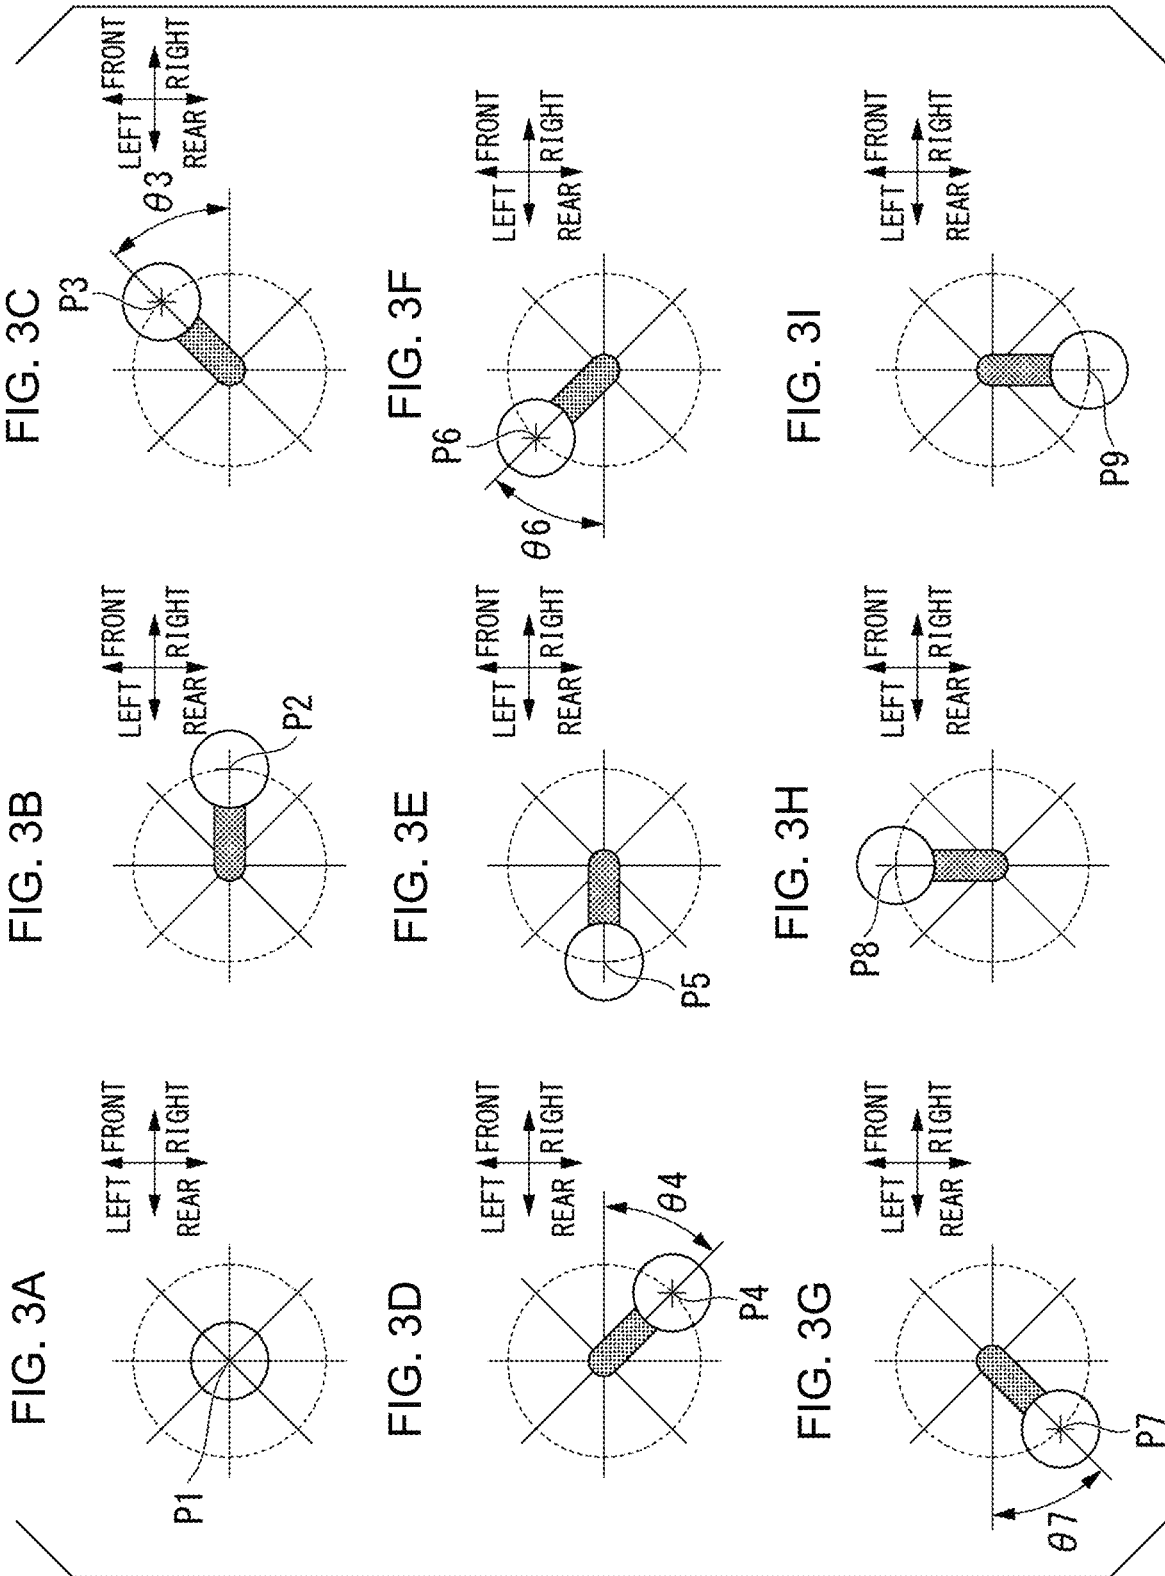 FIG. 3A
P1
FRONT
LEFT
RIGHT
REAR
FIG. 3B
P2
FRONT
LEFT
RIGHT
REAR
FIG. 3C
P3
θ3
FRONT
LEFT
RIGHT
REAR
FIG. 3D
P4
θ4
FRONT
LEFT
RIGHT
REAR
FIG. 3E
P5
FRONT
LEFT
RIGHT
REAR
FIG. 3F
P6
θ6
FRONT
LEFT
RIGHT
REAR
FIG. 3G
P7
θ7
FRONT
LEFT
RIGHT
REAR
FIG. 3H
P8
FRONT
LEFT
RIGHT
REAR
FIG. 3I
P9
FRONT
LEFT
RIGHT
REAR